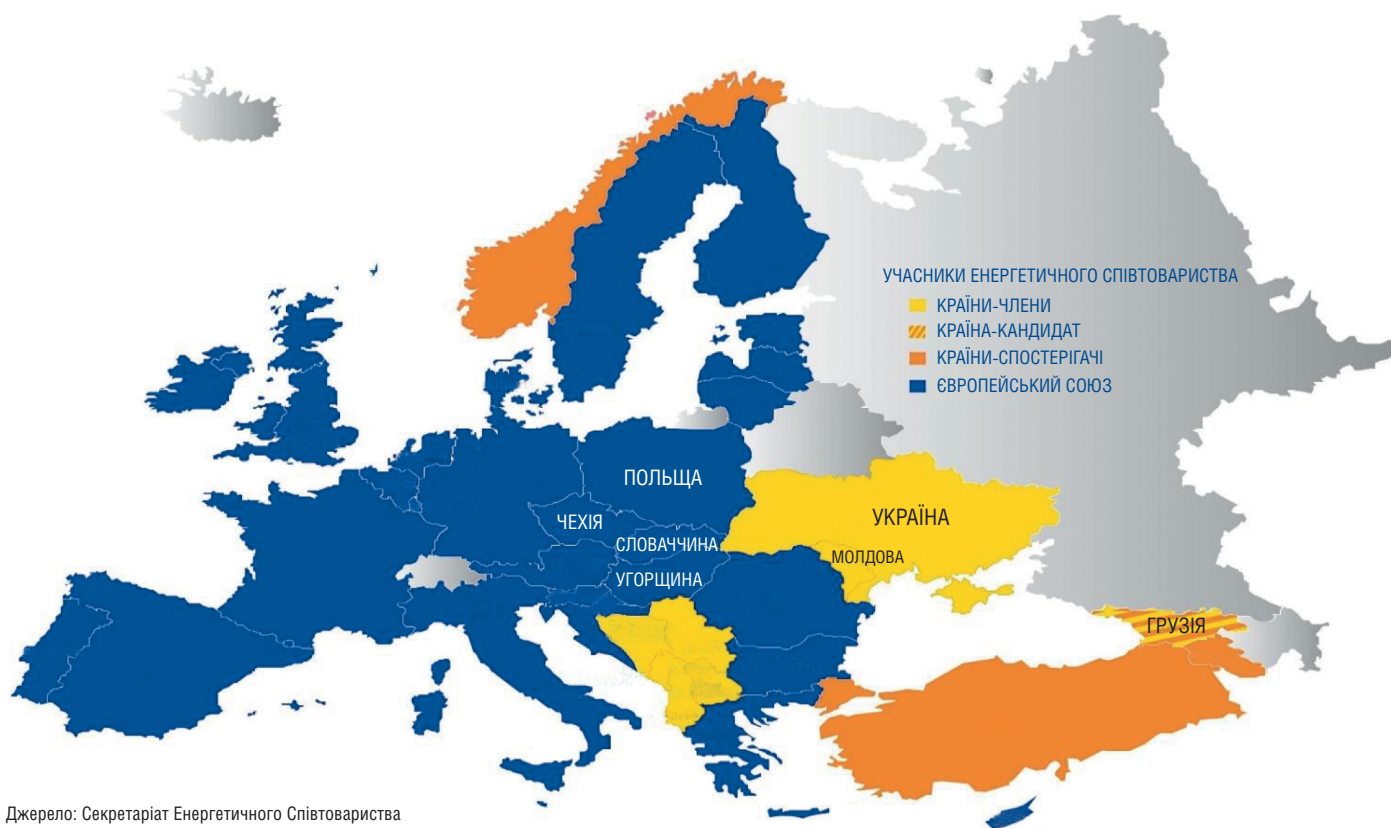 УЧАСНИКИ ЕНЕРГЕТИЧНОГО СПІВТОВАРИСТВА
КРАЇНИ-ЧЛЕНИ
КРАЇНА-КАНДИДАТ
КРАЇНИ-СПОСТЕРІГАЧІ
ЄВРОПЕЙСЬКИЙ СОЮЗ
ПОЛЬЩА
ЧЕХІЯ
УКРАЇНА
СЛОВАЧЧИНА
МОЛДОВА
УГОРЩИНА
ГРУЗІЯ
Джерело: Секретаріат Енергетичного Співтовариства